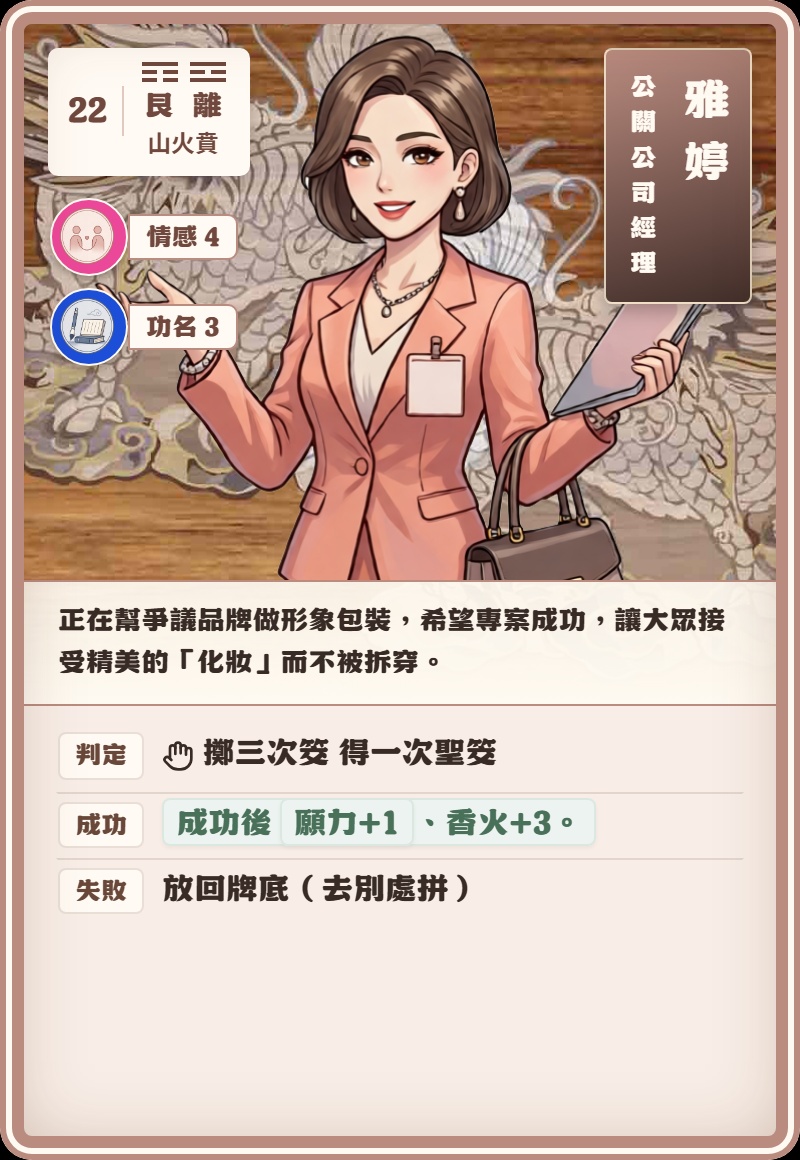 22
艮 離
山火賁
情感 4
功名 3
雅婷
公關公司經理
正在幫爭議品牌做形象包裝，希望專案成功，讓大眾接
受精美的「化妝」而不被拆穿。
判定 擲三次筊 得一次聖筊
成功 成功後 願力+1 、香火+3。
失敗 放回牌底（去別處拼）